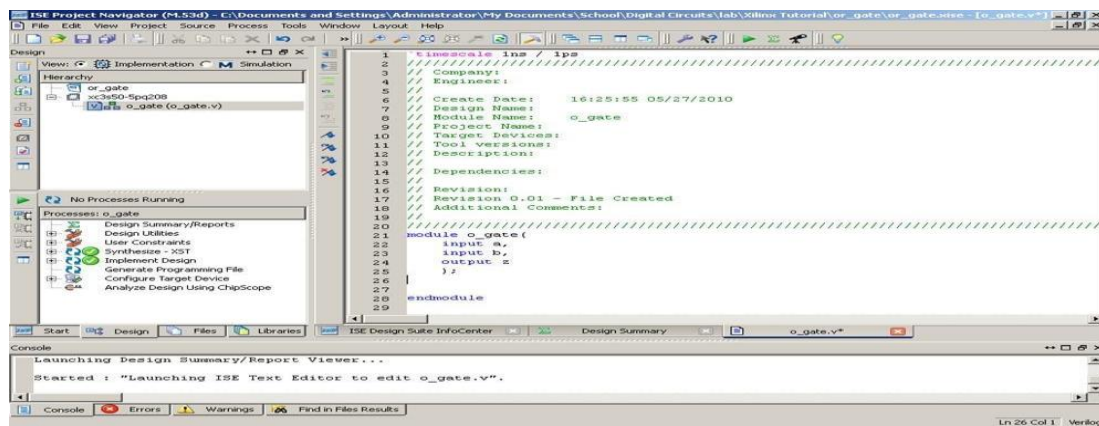 ISE Project Navigator (M.53d) - C:\Documents and Settings\Administrator\My Documents\School\Digital Circuits\lab\Xilinx Tutorial\or_gate\or_gate.xise - [o_gate.v*]
File Edit View Project Source Process Tools Window Layout Help
Design
View: Implementation Simulation
Hierarchy
or_gate
xc3s50-5pq208
o_gate (o_gate.v)
No Processes Running
Processes: o_gate
Design Summary/Reports
Design Utilities
User Constraints
Synthesize - XST
Implement Design
Generate Programming File
Configure Target Device
Analyze Design Using ChipScope
Start Design Files Libraries
1 `timescale 1ns / 1ps
2 //////////////////////////////////////////////////////////////////////////////////
3 // Company:
4 // Engineer:
5 //
6 // Create Date: 16:25:55 05/27/2010
7 // Design Name:
8 // Module Name: o_gate
9 // Project Name:
10 // Target Devices:
11 // Tool versions:
12 // Description:
13 //
14 // Dependencies:
15 //
16 // Revision:
17 // Revision 0.01 - File Created
18 // Additional Comments:
19 //
20 //////////////////////////////////////////////////////////////////////////////////
21 module o_gate(
22 input a,
23 input b,
24 output z
25 );
26
27
28 endmodule
29
ISE Design Suite InfoCenter Design Summary o_gate.v*
Console
Launching Design Summary/Report Viewer...
Started : "Launching ISE Text Editor to edit o_gate.v".
Console Errors Warnings Find in Files Results
Ln 26 Col 1 Verilog